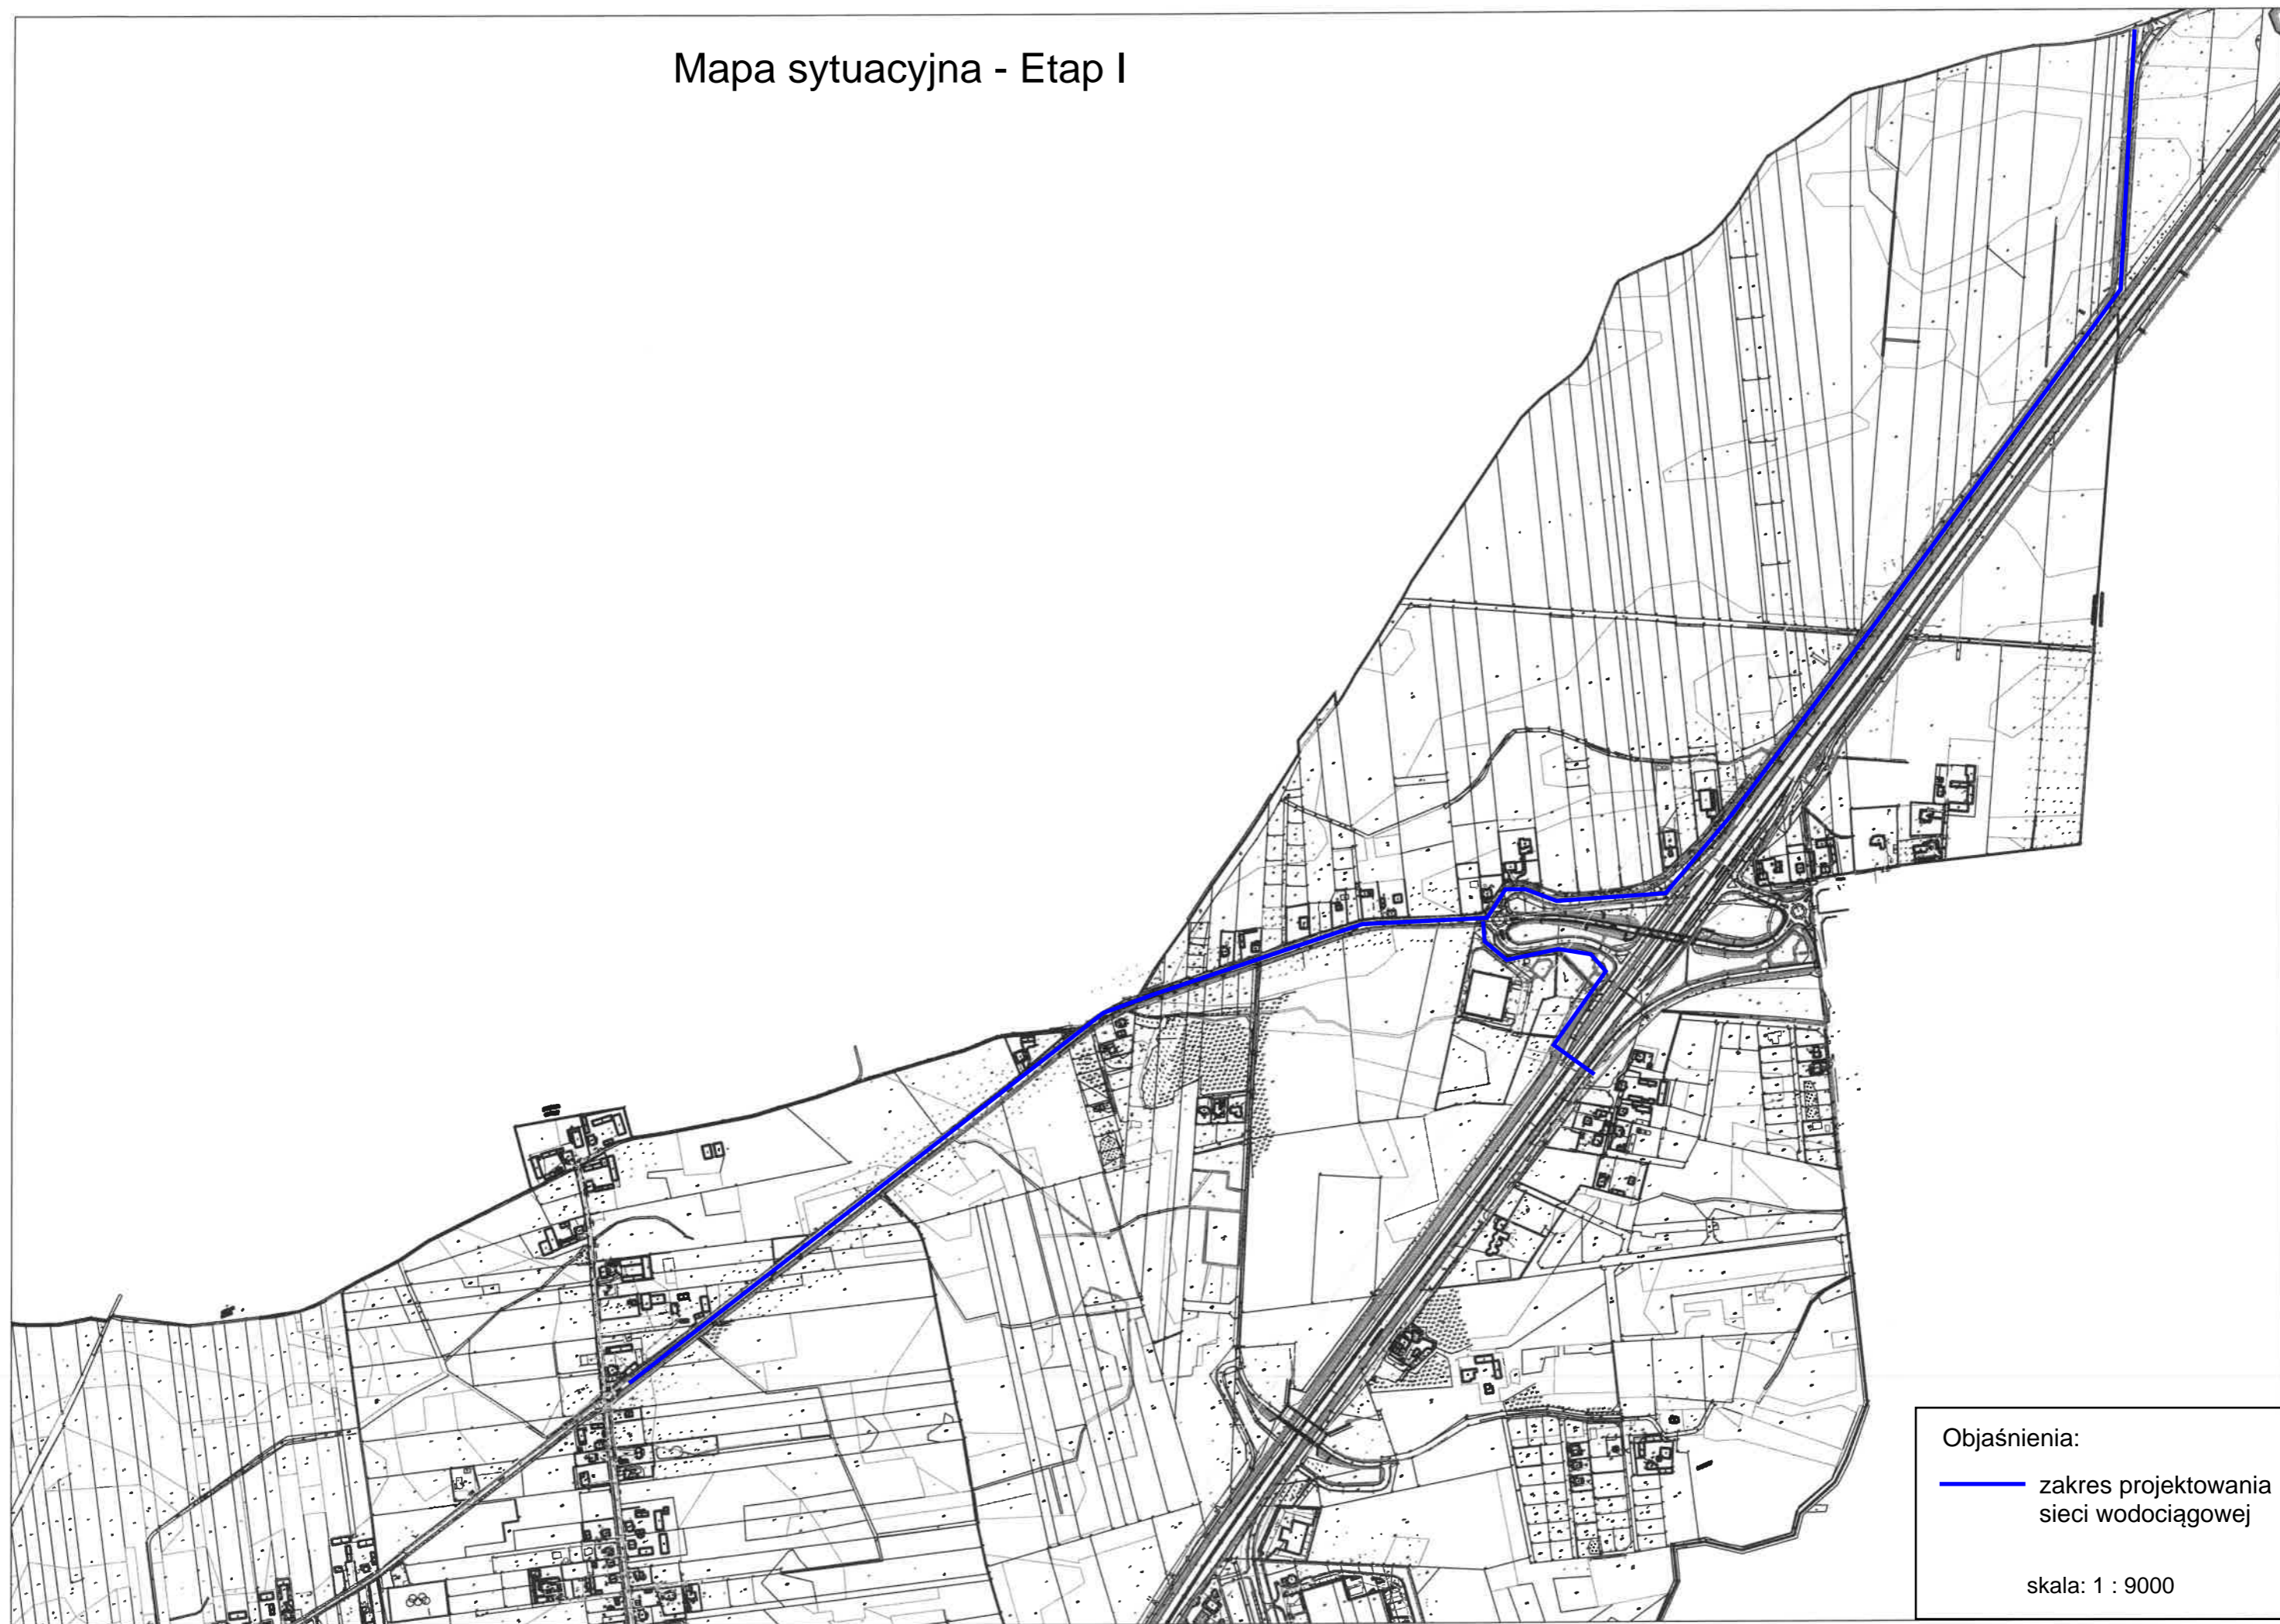 Mapa sytuacyjna - Etap I
Objaśnienia:
zakres projektowania
sieci wodociągowej
skala: 1 : 9000